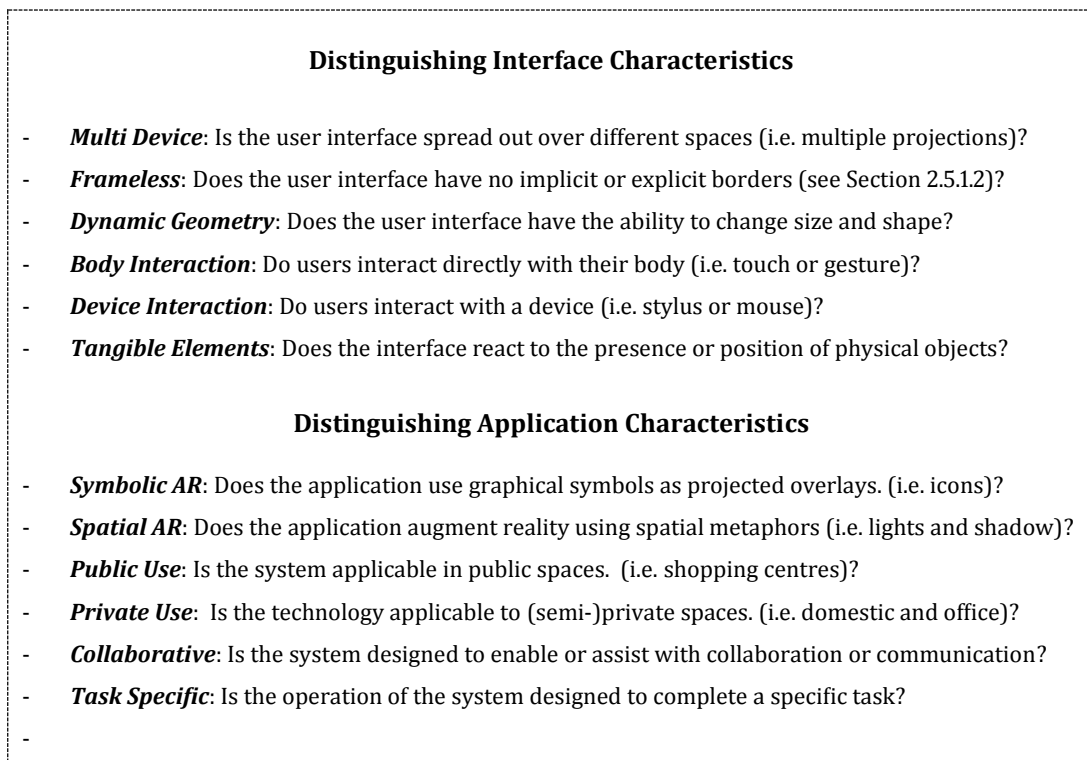 Distinguishing Interface Characteristics
- Multi Device: Is the user interface spread out over different spaces (i.e. multiple projections)?
- Frameless: Does the user interface have no implicit or explicit borders (see Section 2.5.1.2)?
- Dynamic Geometry: Does the user interface have the ability to change size and shape?
- Body Interaction: Do users interact directly with their body (i.e. touch or gesture)?
- Device Interaction: Do users interact with a device (i.e. stylus or mouse)?
- Tangible Elements: Does the interface react to the presence or position of physical objects?
Distinguishing Application Characteristics
- Symbolic AR: Does the application use graphical symbols as projected overlays. (i.e. icons)?
- Spatial AR: Does the application augment reality using spatial metaphors (i.e. lights and shadow)?
- Public Use: Is the system applicable in public spaces.  (i.e. shopping centres)?
- Private Use:  Is the technology applicable to (semi-)private spaces. (i.e. domestic and office)?
- Collaborative: Is the system designed to enable or assist with collaboration or communication?
- Task Specific: Is the operation of the system designed to complete a specific task?
-